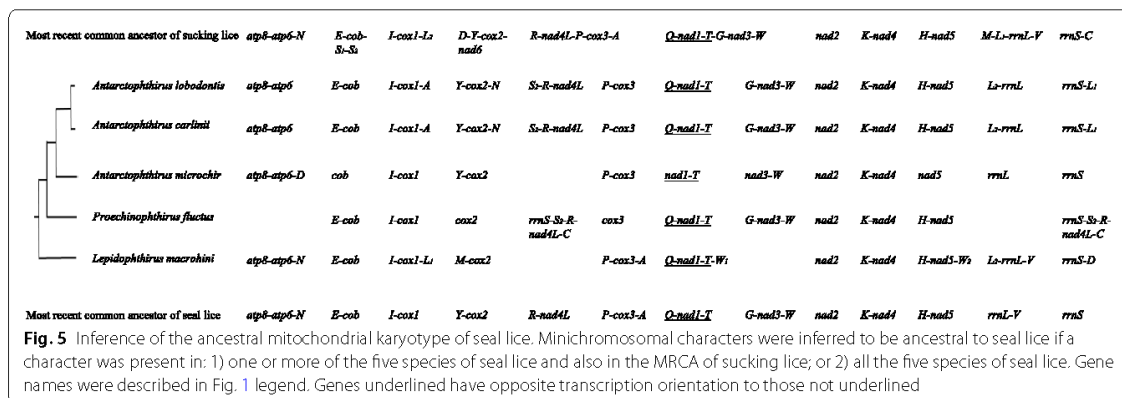 Most recent common ancestor of sucking lice atp8-atp6-N E-cob-S₁-S₂ I-cox1-L₂ D-Y-cox2-nad6 R-nad4L-P-cox3-A Q-nad1-T-G-nad3-W nad2 K-nad4 H-nad5 M-L₁-rrnL-V rrnS-C
Antarctophthirus lobodontis atp8-atp6 E-cob I-cox1-A Y-cox2-N S₂-R-nad4L P-cox3 Q-nad1-T G-nad3-W nad2 K-nad4 H-nad5 L₂-rrnL rrnS-L₁
Antarctophthirus carlinii atp8-atp6 E-cob I-cox1-A Y-cox2-N S₂-R-nad4L P-cox3 Q-nad1-T G-nad3-W nad2 K-nad4 H-nad5 L₂-rrnL rrnS-L₁
Antarctophthirus microchir atp8-atp6-D cob I-cox1 Y-cox2 P-cox3 nad1-T nad3-W nad2 K-nad4 nad5 rrnL rrnS
Proechinophthirus fluctus E-cob I-cox1 cox2 rrnS-S₂-R-nad4L-C cox3 Q-nad1-T G-nad3-W nad2 K-nad4 H-nad5 rrnS-S₂-R-nad4L-C
Lepidophthirus macrohini atp8-atp6-N E-cob I-cox1-L₁ M-cox2 P-cox3-A Q-nad1-T-W₁ nad2 K-nad4 H-nad5-W₂ L₂-rrnL-V rrnS-D
Most recent common ancestor of seal lice atp8-atp6-N E-cob I-cox1 Y-cox2 R-nad4L P-cox3-A Q-nad1-T G-nad3-W nad2 K-nad4 H-nad5 rrnL-V rrnS
Fig. 5 Inference of the ancestral mitochondrial karyotype of seal lice. Minichromosomal characters were inferred to be ancestral to seal lice if a
character was present in: 1) one or more of the five species of seal lice and also in the MRCA of sucking lice; or 2) all the five species of seal lice. Gene
names were described in Fig. 1 legend. Genes underlined have opposite transcription orientation to those not underlined